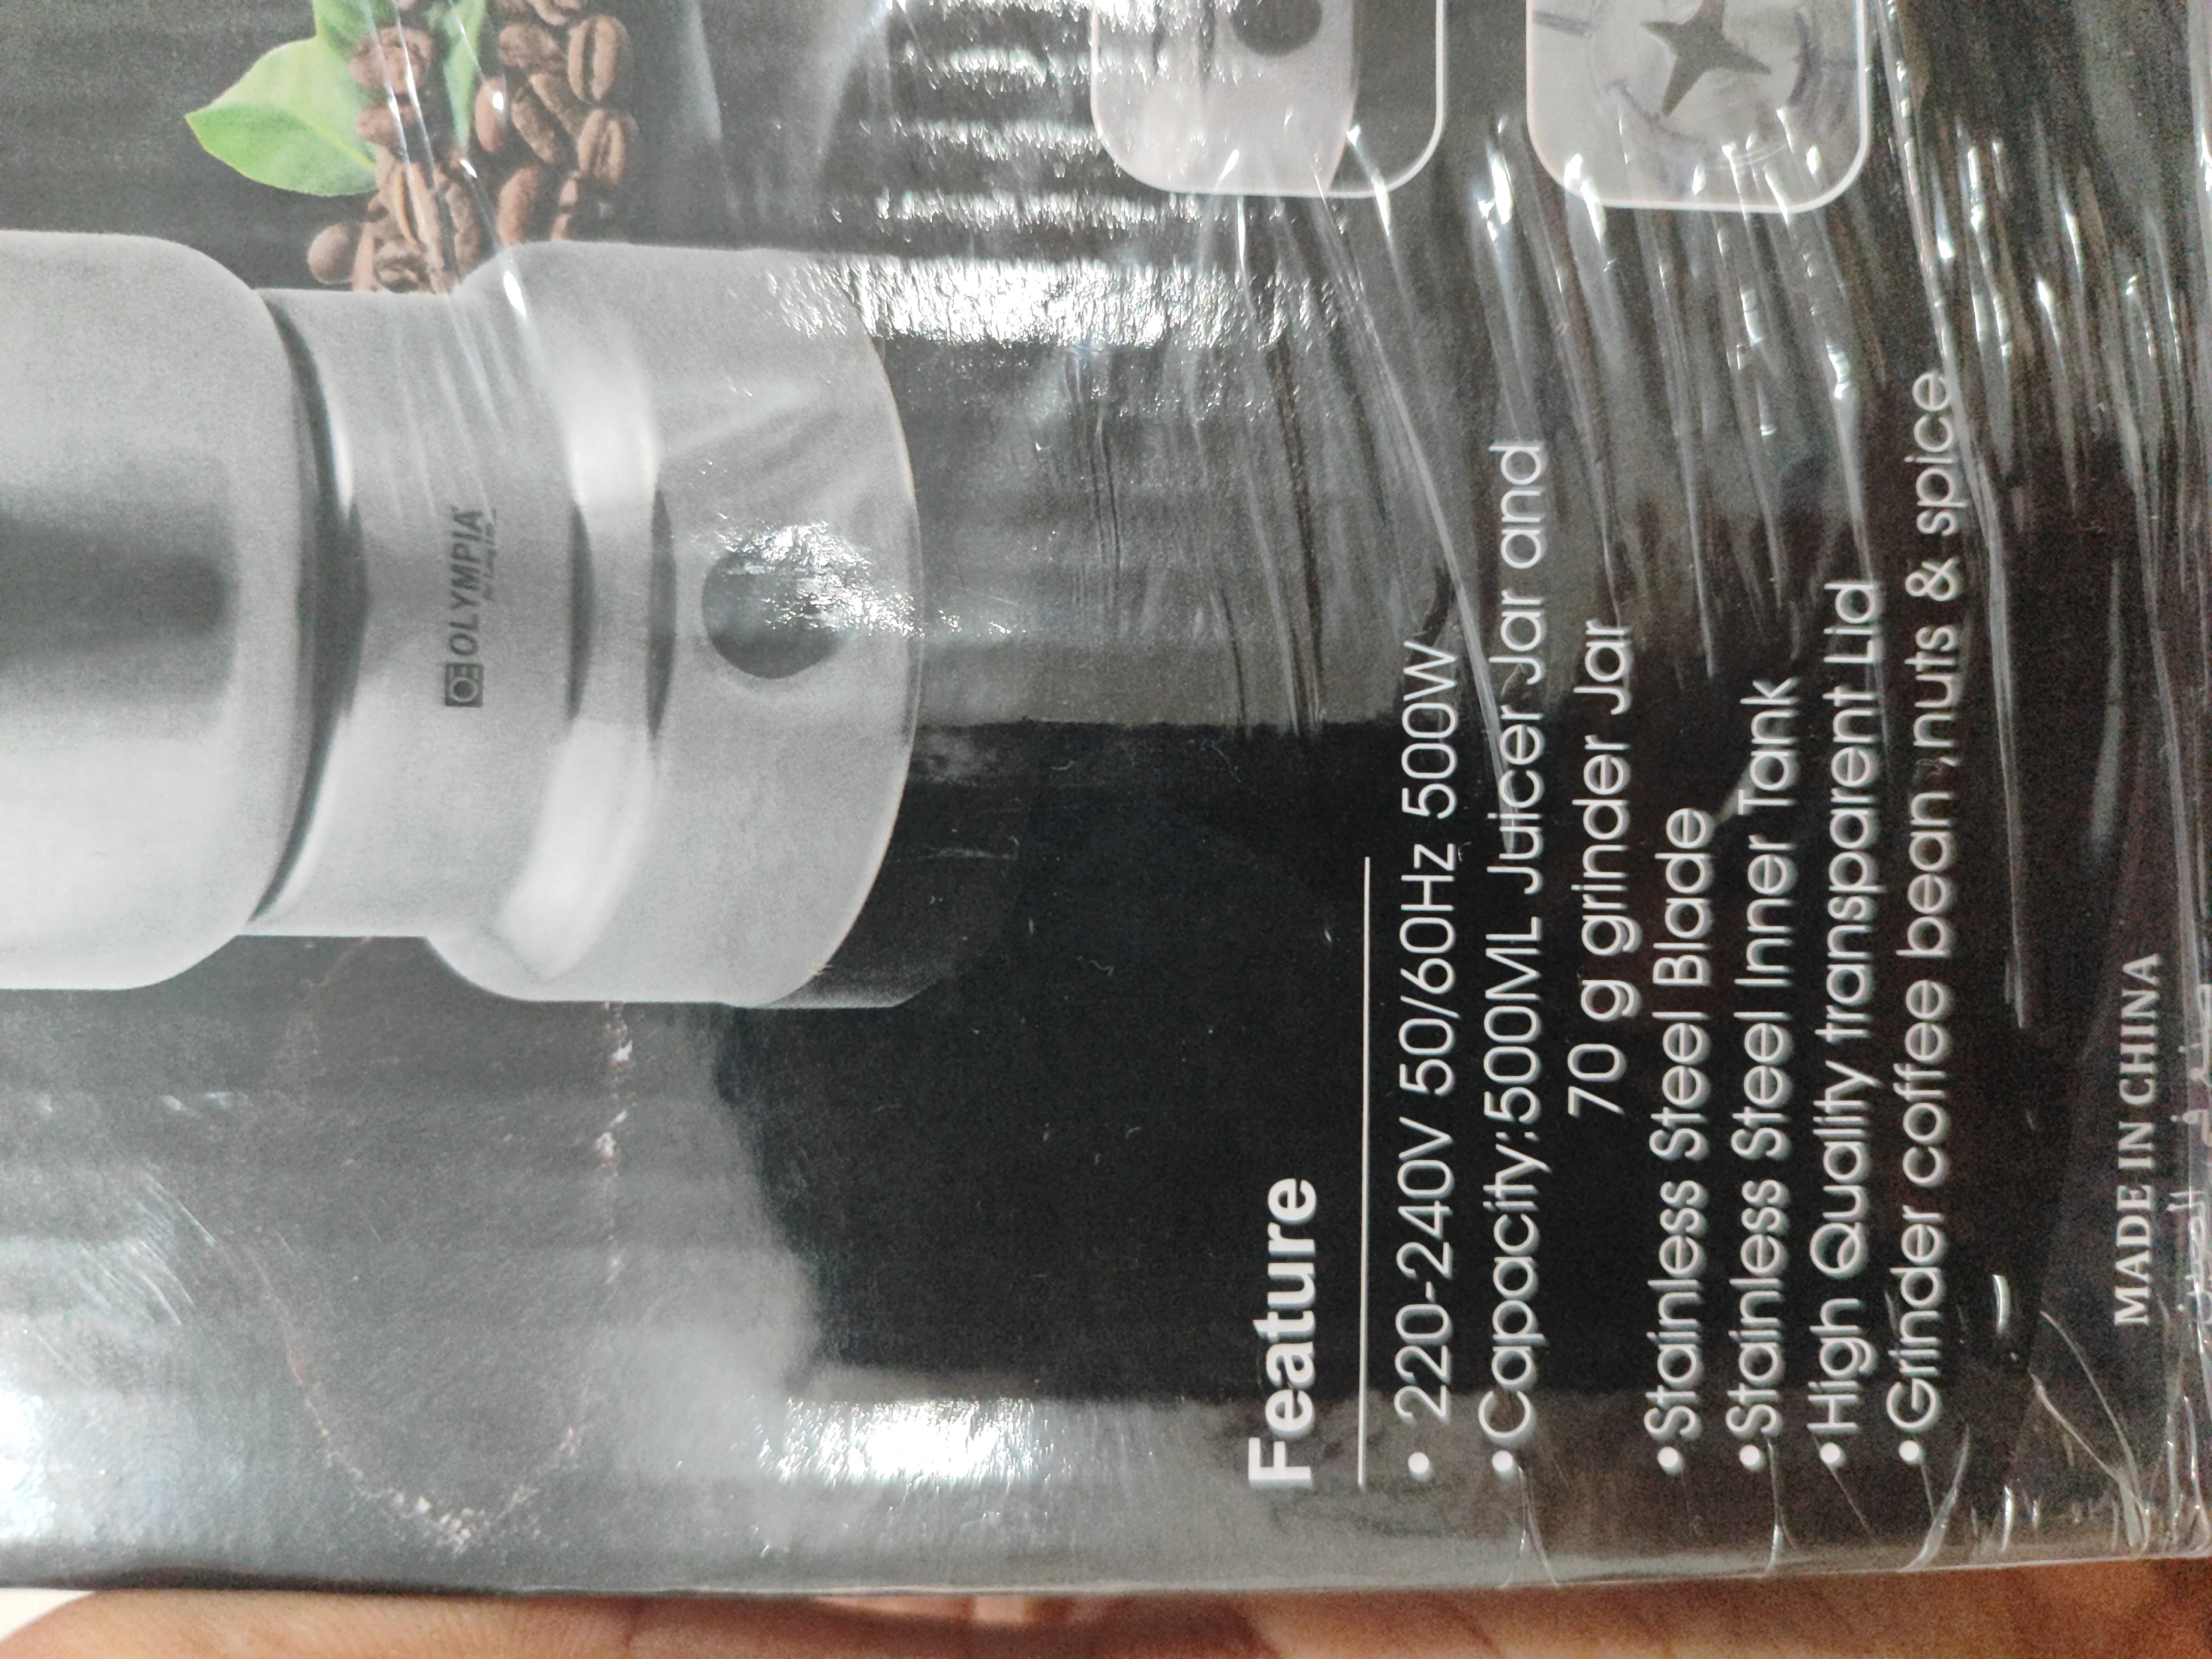 OLYMPIA
Feature
• 220-240V 50/60Hz 500W
•Capacity:500ML Juicer Jar and
70 g grinder Jar
•Stainless Steel Blade
•Stainless Steel Inner Tank
•High Quality transparent Lid
•Grinder coffee bean ,nuts & spice
MADE IN CHINA